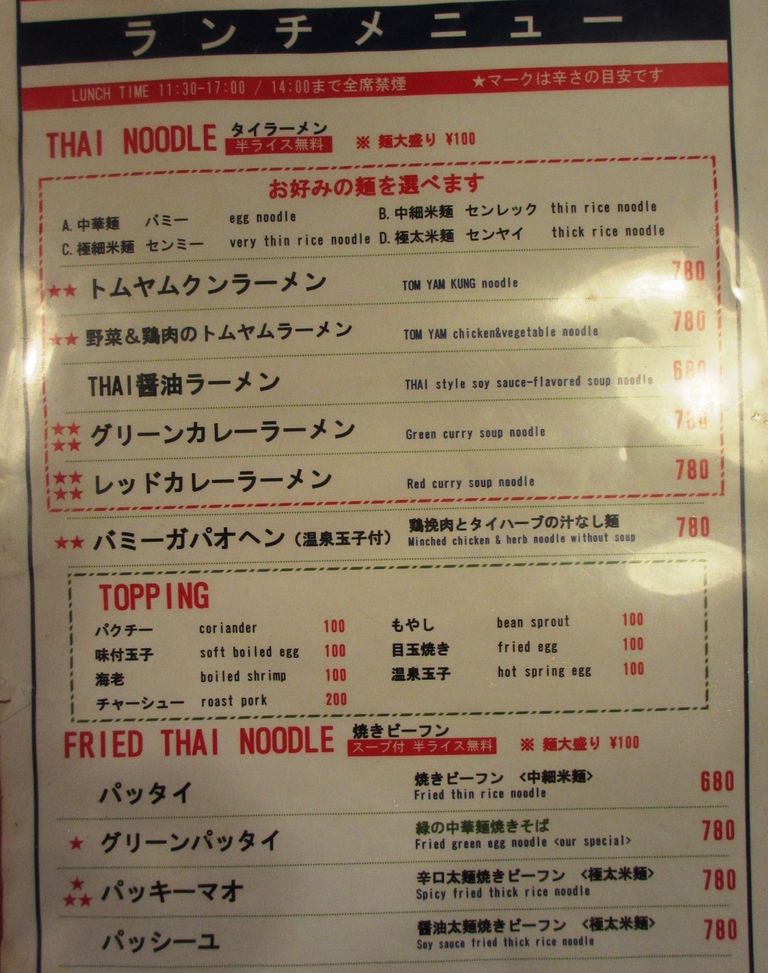 ランチメニュー
LUNCH TIME 11:30-17:00 / 14:00まで全席禁煙 ★マークは辛さの目安です
THAI NOODLE タイラーメン 半ライス無料 ※ 麺大盛り ¥100
お好みの麺を選べます
A.中華麺 バミー egg noodle B.中細米麺 センレック thin rice noodle
C.極細米麺 センミー very thin rice noodle D.極太米麺 センヤイ thick rice noodle
★★ トムヤムクンラーメン TOM YAM KUNG noodle 780
★★ 野菜&鶏肉のトムヤムラーメン TOM YAM chicken&vegetable noodle 780
THAI醤油ラーメン THAI style soy sauce-flavored soup noodle 680
★★★★ グリーンカレーラーメン Green curry soup noodle 780
★★★★ レッドカレーラーメン Red curry soup noodle 780
★★ バミーガパオヘン(温泉玉子付) 鶏挽肉とタイハーブの汁なし麺 780
Minched chicken & herb noodle without soup
TOPPING
パクチー coriander 100 もやし bean sprout 100
味付玉子 soft boiled egg 100 目玉焼き fried egg 100
海老 boiled shrimp 100 温泉玉子 hot spring egg 100
チャーシュー roast pork 200
FRIED THAI NOODLE 焼きビーフン スープ付 半ライス無料 ※ 麺大盛り ¥100
パッタイ 焼きビーフン <中細米麺> 680
Fried thin rice noodle
★ グリーンパッタイ 緑の中華麺焼きそば 780
Fried green egg noodle <our special>
★★★ パッキーマオ 辛口太麺焼きビーフン <極太米麺> 780
Spicy fried thick rice noodle
パッシーユ 醤油太麺焼きビーフン <極太米麺> 780
Soy sauce fried thick rice noodle